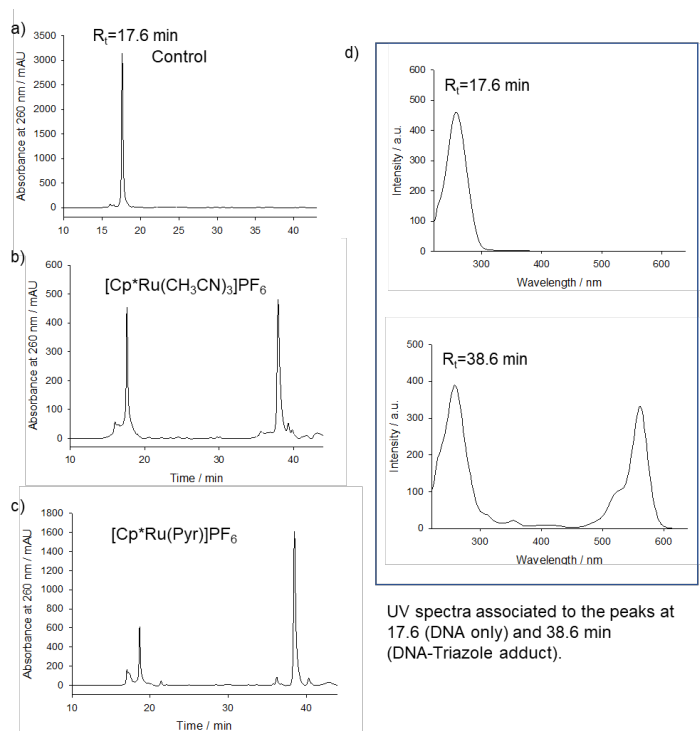 a)
Rt=17.6 min
Control
Absorbance at 260 nm / mAU
3500
3000
2500
2000
1500
1000
500
0
10 15 20 25 30 35 40
b)
[Cp*Ru(CH3CN)3]PF6
Absorbance at 260 nm / mAU
600
500
400
300
200
100
0
10 20 30 40
Time / min
c)
[Cp*Ru(Pyr)]PF6
Absorbance at 260 nm / mAU
1800
1600
1400
1200
1000
800
600
400
200
0
10 20 30 40
Time / min
d)
Rt=17.6 min
Intensity / a.u.
600
500
400
300
200
100
0
300 400 500 600
Wavelength / nm
Rt=38.6 min
Intensity / a.u.
500
400
300
200
100
0
300 400 500 600
Wavelength / nm
UV spectra associated to the peaks at
17.6 (DNA only) and 38.6 min
(DNA-Triazole adduct).